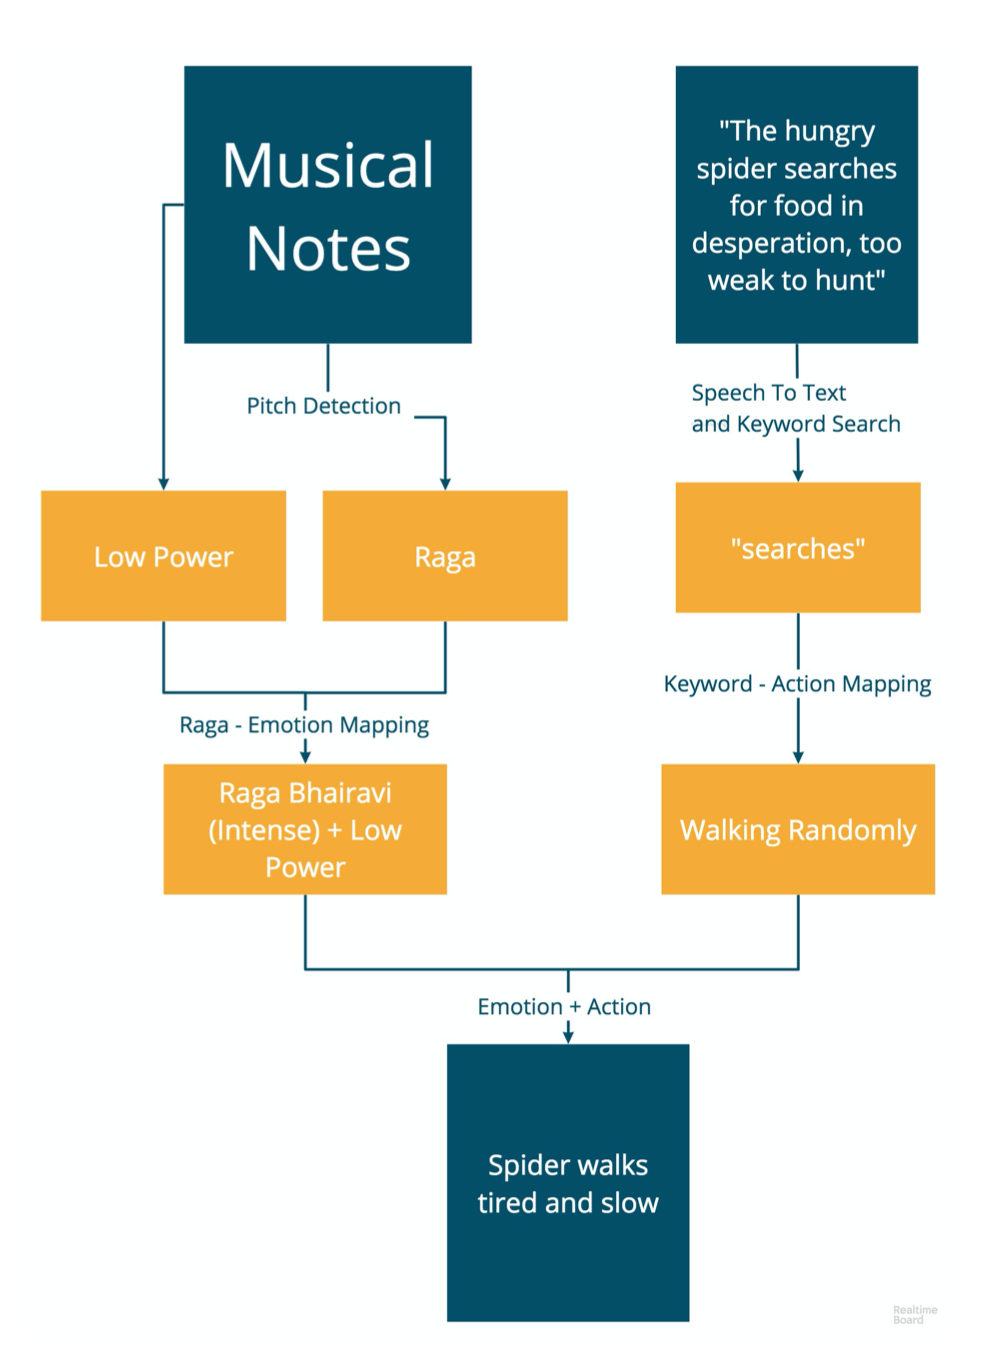 Musical
Notes
"The hungry
spider searches
for food in
desperation, too
weak to hunt"
Pitch Detection
Speech To Text
and Keyword Search
Low Power
Raga
"searches"
Raga - Emotion Mapping
Keyword - Action Mapping
Raga Bhairavi
(Intense) + Low
Power
Walking Randomly
Emotion + Action
Spider walks
tired and slow
Realtime
Board